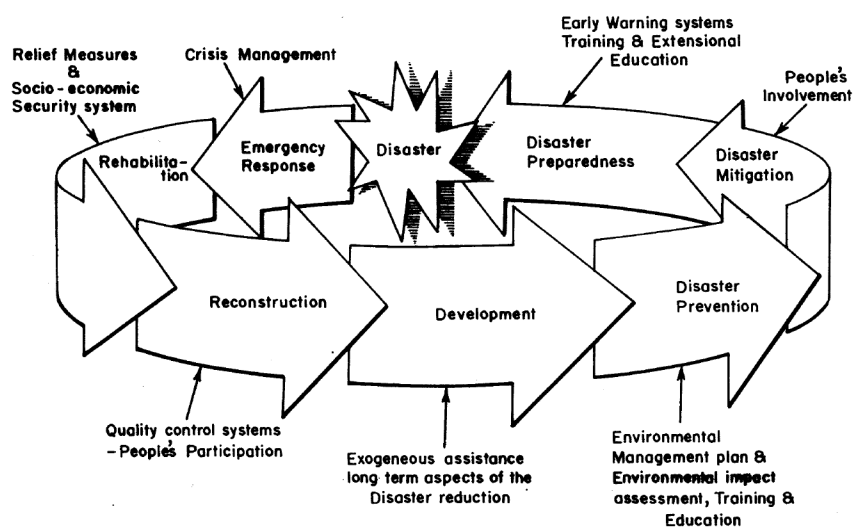 Early Warning systems
Training & Extensional
Education
Relief Measures
&
Socio-economic
Security system
Crisis Management
People's
Involvement
Rehabilita-
tion
Emergency
Response
Disaster
Disaster
Preparedness
Disaster
Mitigation
Reconstruction
Development
Disaster
Prevention
Quality control systems
-People's Participation
Exogeneous assistance
long term aspects of the
Disaster reduction
Environmental
Management plan &
Environmental impact
assessment, Training &
Education